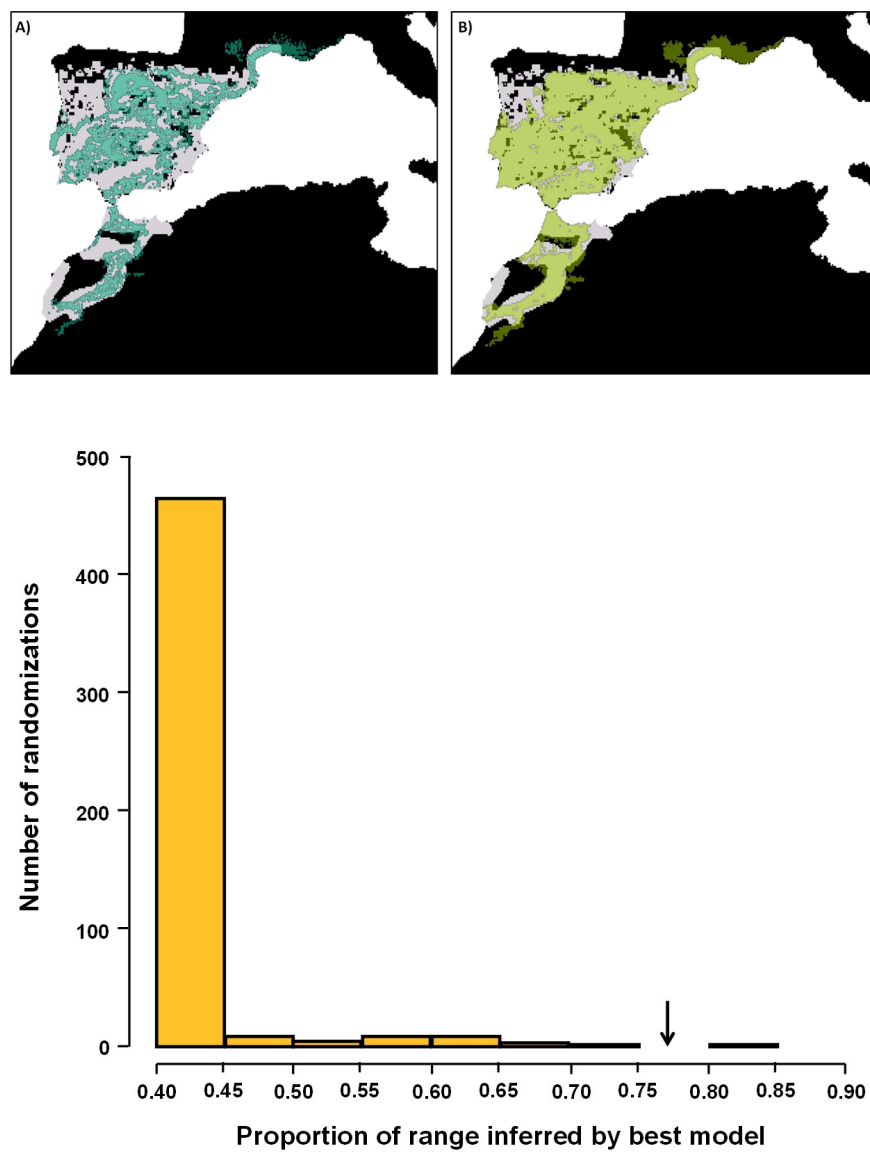 A)
B)
500
400
300
200
100
0
Number of randomizations
0.40 0.45 0.50 0.55 0.60 0.65 0.70 0.75 0.80 0.85 0.90
Proportion of range inferred by best model